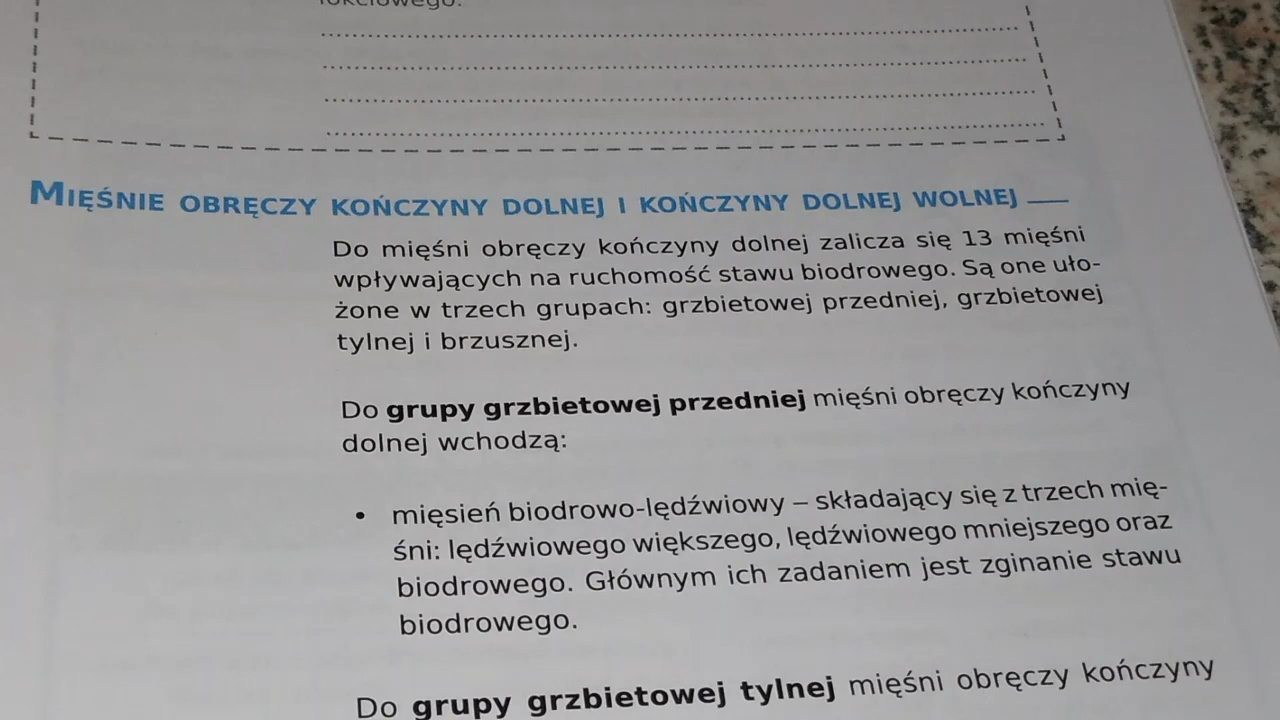 łokciowego.
Mięśnie obręczy kończyny dolnej i kończyny dolnej wolnej
Do mięśni obręczy kończyny dolnej zalicza się 13 mięśni
wpływających na ruchomość stawu biodrowego. Są one uło-
żone w trzech grupach: grzbietowej przedniej, grzbietowej
tylnej i brzusznej.
Do grupy grzbietowej przedniej mięśni obręczy kończyny
dolnej wchodzą:
• mięsień biodrowo-lędźwiowy – składający się z trzech mię-
śni: lędźwiowego większego, lędźwiowego mniejszego oraz
biodrowego. Głównym ich zadaniem jest zginanie stawu
biodrowego.
Do grupy grzbietowej tylnej mięśni obręczy kończyny